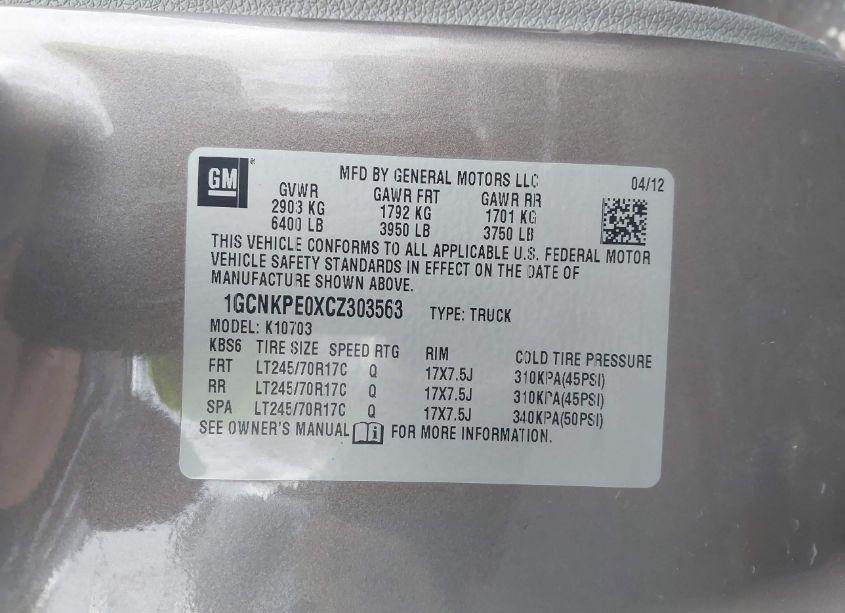 GM
MFD BY GENERAL MOTORS LLC 04/12
GVWR GAWR FRT GAWR RR
2903 KG 1792 KG 1701 KG
6400 LB 3950 LB 3750 LB
THIS VEHICLE CONFORMS TO ALL APPLICABLE U.S. FEDERAL MOTOR
VEHICLE SAFETY STANDARDS IN EFFECT ON THE DATE OF
MANUFACTURE SHOWN ABOVE.
1GCNKPE0XCZ303563 TYPE: TRUCK
MODEL: K10703
KBS6 TIRE SIZE SPEED RTG RIM COLD TIRE PRESSURE
FRT LT245/70R17C Q 17X7.5J 310KPA(45PSI)
RR LT245/70R17C Q 17X7.5J 310KPA(45PSI)
SPA LT245/70R17C Q 17X7.5J 340KPA(50PSI)
SEE OWNER'S MANUAL i FOR MORE INFORMATION.